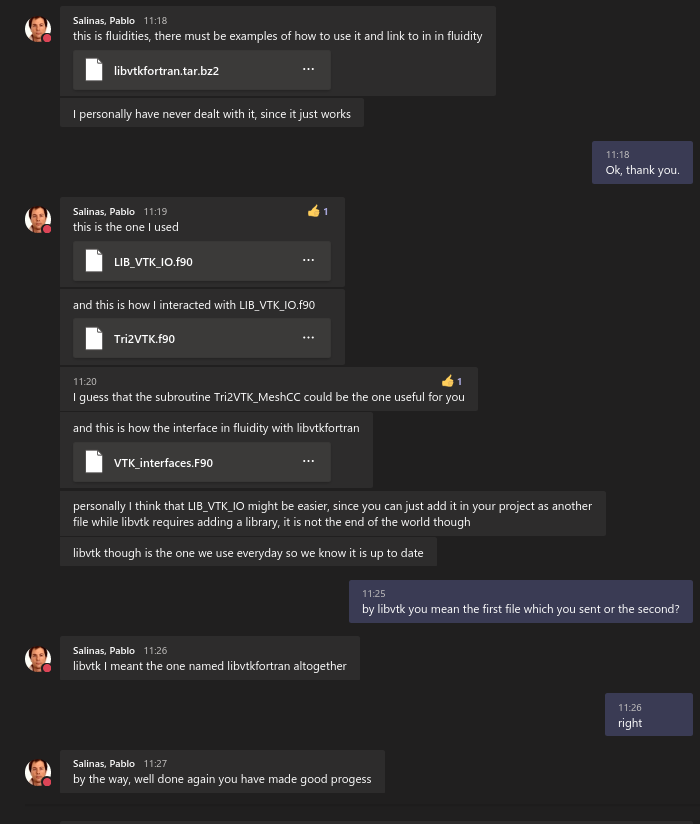 Salinas, Pablo 11:18
this is fluidities, there must be examples of how to use it and link to in in fluidity
libvtkfortran.tar.bz2 ...
I personally have never dealt with it, since it just works
11:18
Ok, thank you.
Salinas, Pablo 11:19 👍 1
this is the one I used
LIB_VTK_IO.f90 ...
and this is how I interacted with LIB_VTK_IO.f90
Tri2VTK.f90 ...
11:20 👍 1
I guess that the subroutine Tri2VTK_MeshCC could be the one useful for you
and this is how the interface in fluidity with libvtkfortran
VTK_interfaces.F90 ...
personally I think that LIB_VTK_IO might be easier, since you can just add it in your project as another
file while libvtk requires adding a library, it is not the end of the world though
libvtk though is the one we use everyday so we know it is up to date
11:25
by libvtk you mean the first file which you sent or the second?
Salinas, Pablo 11:26
libvtk I meant the one named libvtkfortran altogether
11:26
right
Salinas, Pablo 11:27
by the way, well done again you have made good progess